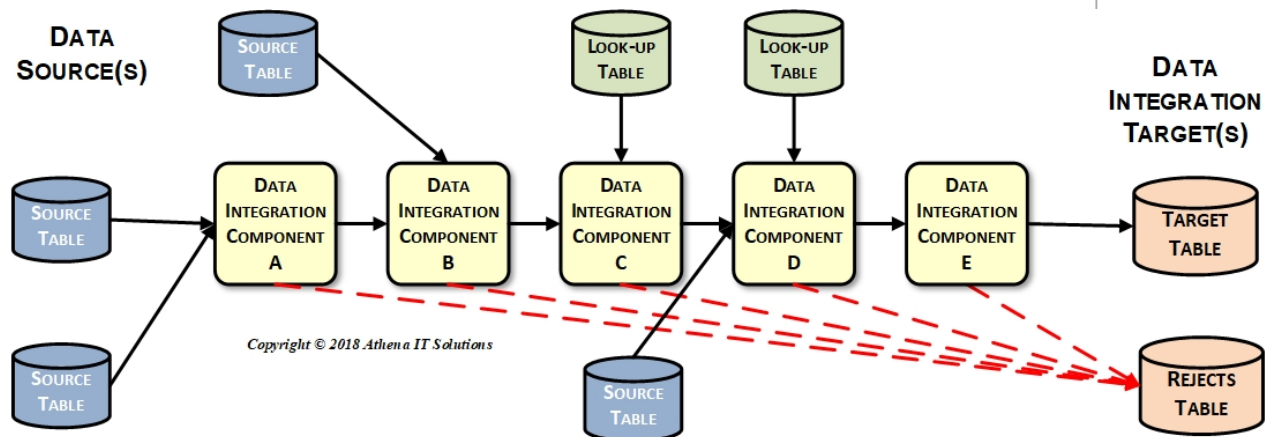 DATA
SOURCE(S)
SOURCE
TABLE
LOOK-UP
TABLE
LOOK-UP
TABLE
DATA
INTEGRATION
TARGET(S)
SOURCE
TABLE
DATA
INTEGRATION
COMPONENT
A
DATA
INTEGRATION
COMPONENT
B
DATA
INTEGRATION
COMPONENT
C
DATA
INTEGRATION
COMPONENT
D
DATA
INTEGRATION
COMPONENT
E
TARGET
TABLE
Copyright © 2018 Athena IT Solutions
SOURCE
TABLE
SOURCE
TABLE
REJECTS
TABLE